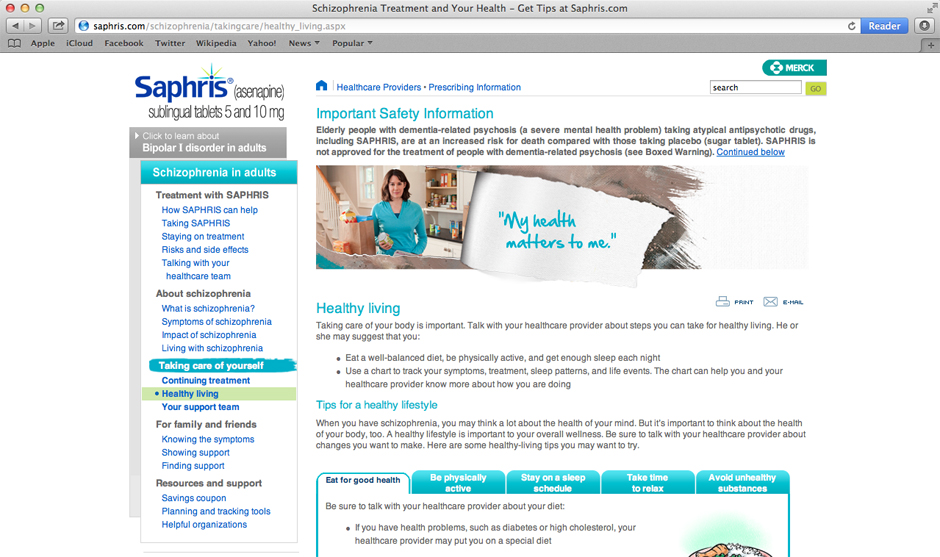 Schizophrenia Treatment and Your Health – Get Tips at Saphris.com
saphris.com/schizophrenia/takingcare/healthy_living.aspx
Reader
Apple iCloud Facebook Twitter Wikipedia Yahoo! News Popular
MERCK
Saphris® (asenapine)
sublingual tablets 5 and 10 mg
Healthcare Providers • Prescribing Information
search
GO
Click to learn about
Bipolar I disorder in adults
Schizophrenia in adults
Treatment with SAPHRIS
How SAPHRIS can help
Taking SAPHRIS
Staying on treatment
Risks and side effects
Talking with your
healthcare team
About schizophrenia
What is schizophrenia?
Symptoms of schizophrenia
Impact of schizophrenia
Living with schizophrenia
Taking care of yourself
Continuing treatment
• Healthy living
Your support team
For family and friends
Knowing the symptoms
Showing support
Finding support
Resources and support
Savings coupon
Planning and tracking tools
Helpful organizations
Important Safety Information
Elderly people with dementia-related psychosis (a severe mental health problem) taking atypical antipsychotic drugs,
including SAPHRIS, are at an increased risk for death compared with those taking placebo (sugar tablet). SAPHRIS is
not approved for the treatment of people with dementia-related psychosis (see Boxed Warning). Continued below
"My health
matters to me."
PRINT E-MAIL
Healthy living
Taking care of your body is important. Talk with your healthcare provider about steps you can take for healthy living. He or
she may suggest that you:
• Eat a well-balanced diet, be physically active, and get enough sleep each night
• Use a chart to track your symptoms, treatment, sleep patterns, and life events. The chart can help you and your
healthcare provider know more about how you are doing
Tips for a healthy lifestyle
When you have schizophrenia, you may think a lot about the health of your mind. But it's important to think about the health
of your body, too. A healthy lifestyle is important to your overall wellness. Be sure to talk with your healthcare provider about
changes you want to make. Here are some healthy-living tips you may want to try.
Eat for good health
Be physically
active
Stay on a sleep
schedule
Take time
to relax
Avoid unhealthy
substances
Be sure to talk with your healthcare provider about your diet:
• If you have health problems, such as diabetes or high cholesterol, your
healthcare provider may put you on a special diet